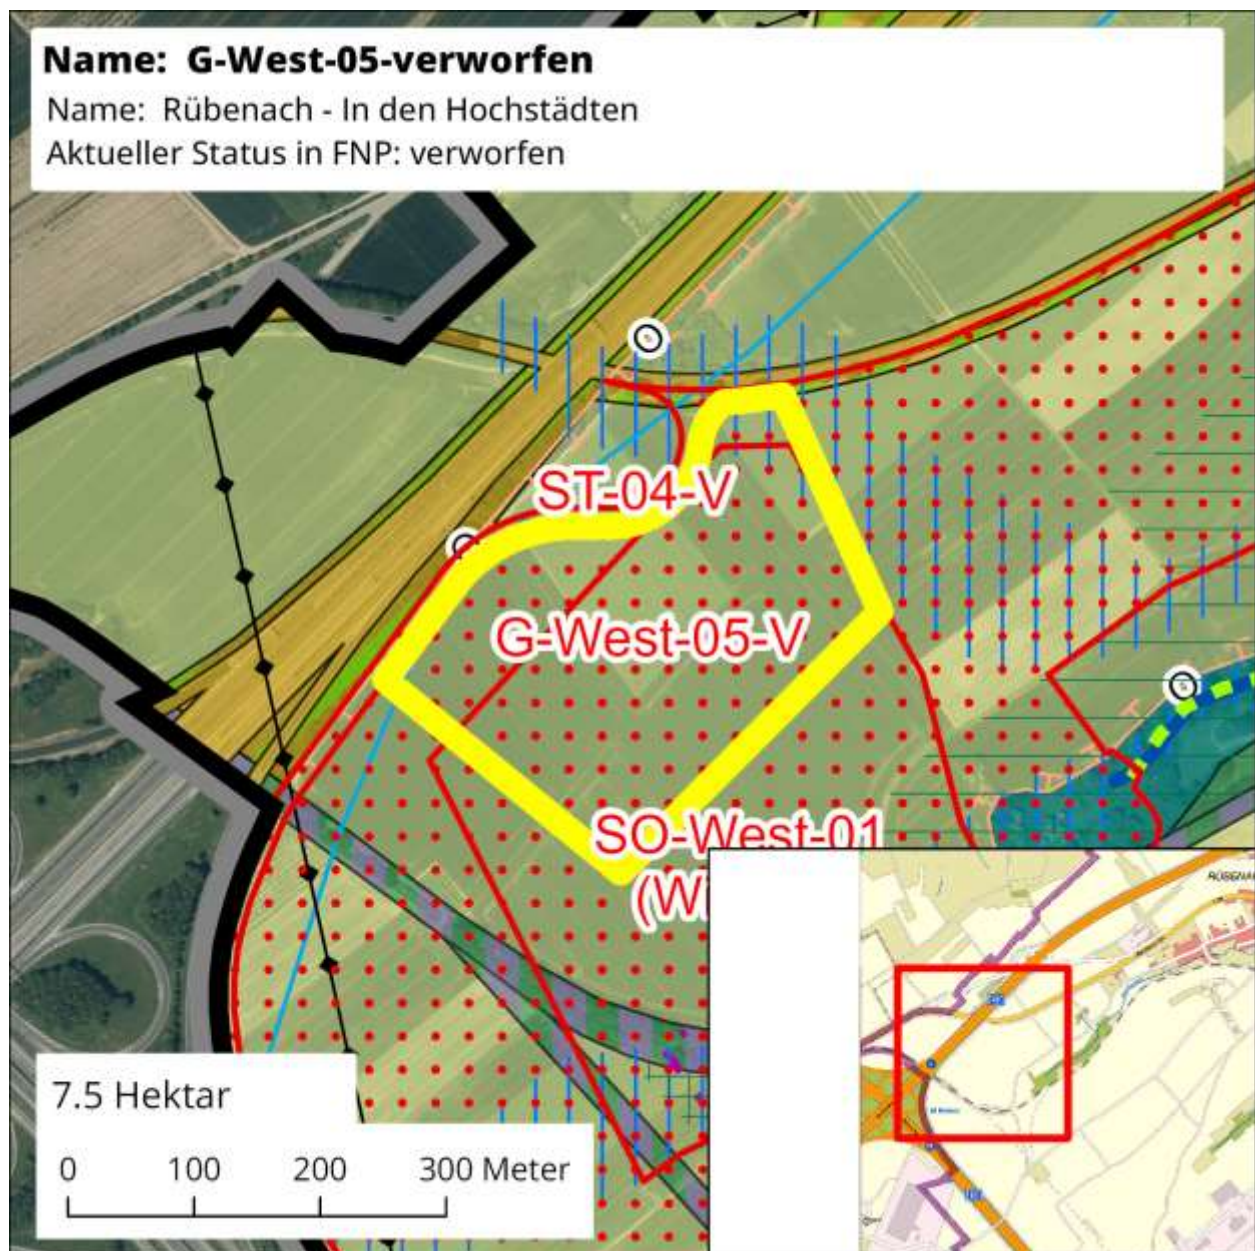 Name: G-West-05-verworfen
Name: Rübenach - In den Hochstädten
Aktueller Status in FNP: verworfen
ST-04-V
G-West-05-V
SO-West-01
7.5 Hektar
0 100 200 300 Meter